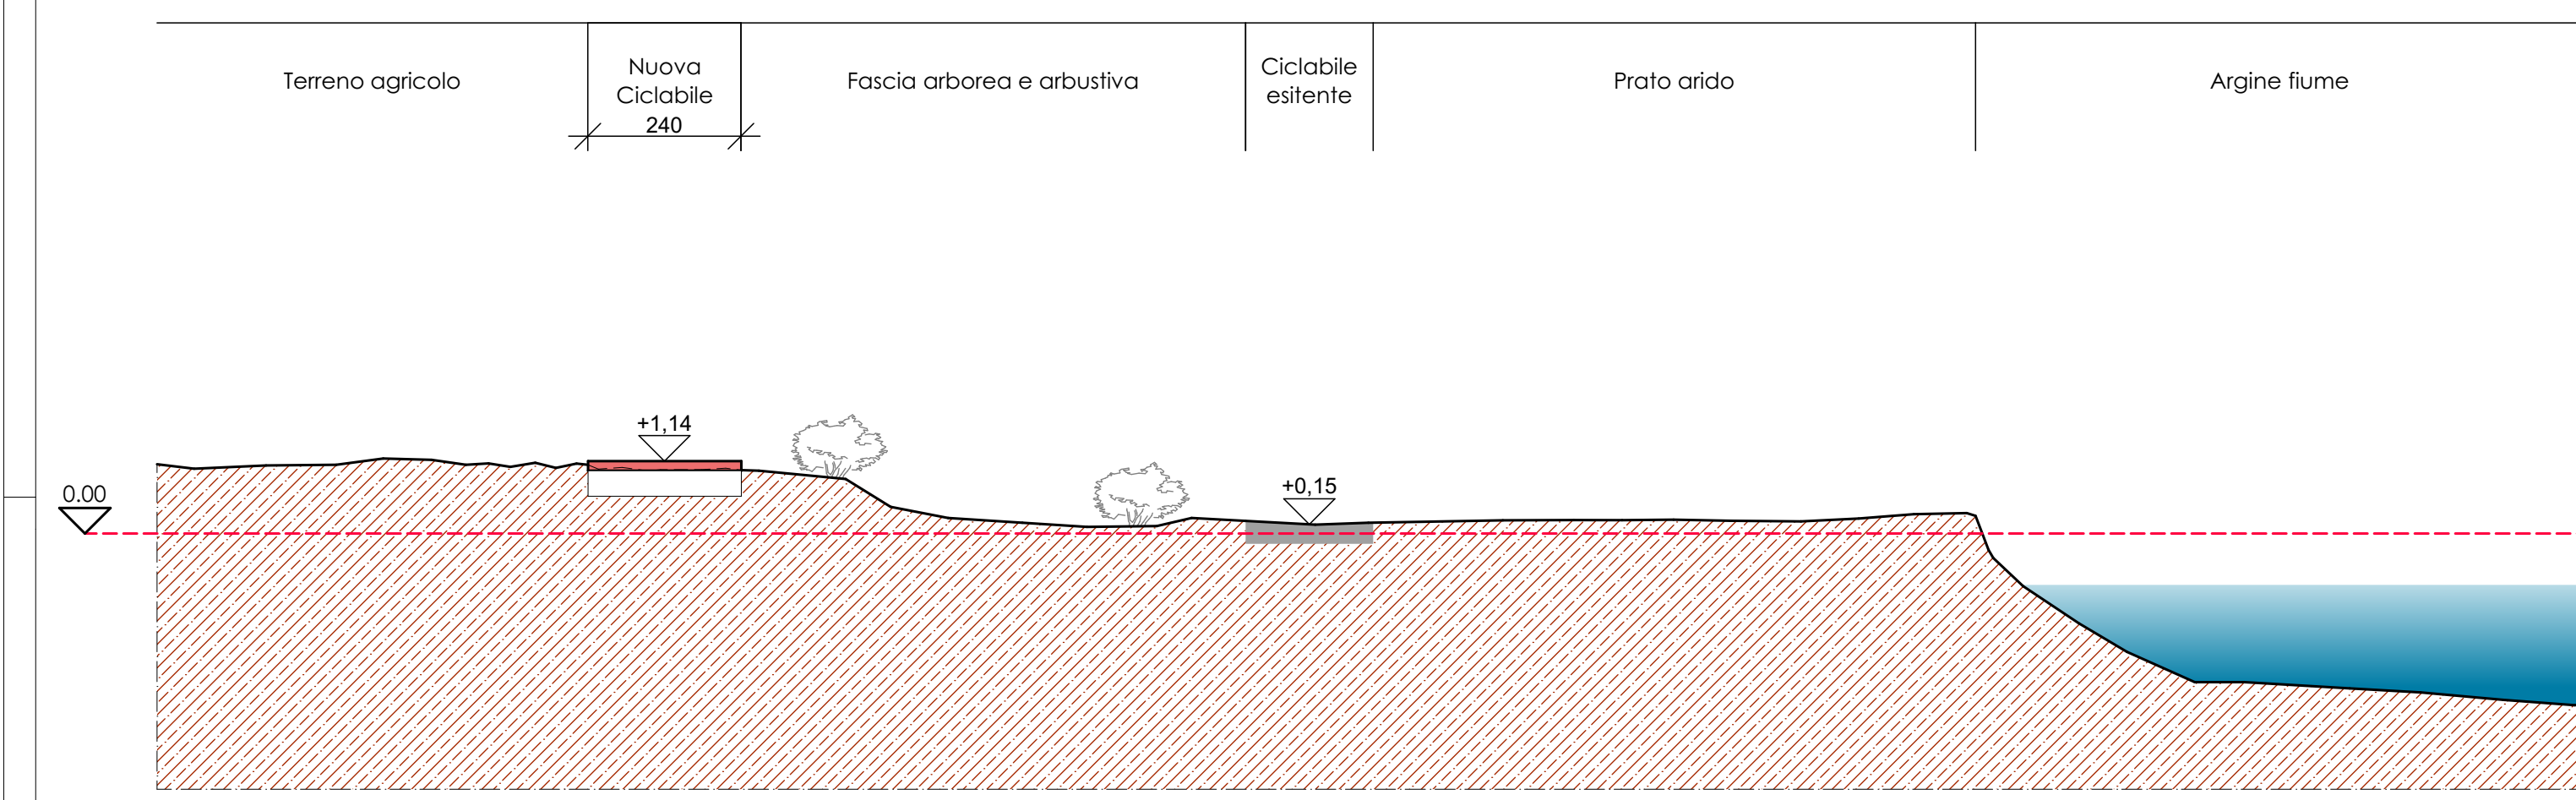 Terreno agricolo
Nuova
Ciclabile
240
Fascia arborea e arbustiva
Ciclabile
esitente
Prato arido
Argine fiume
+1,14
0.00
+0,15